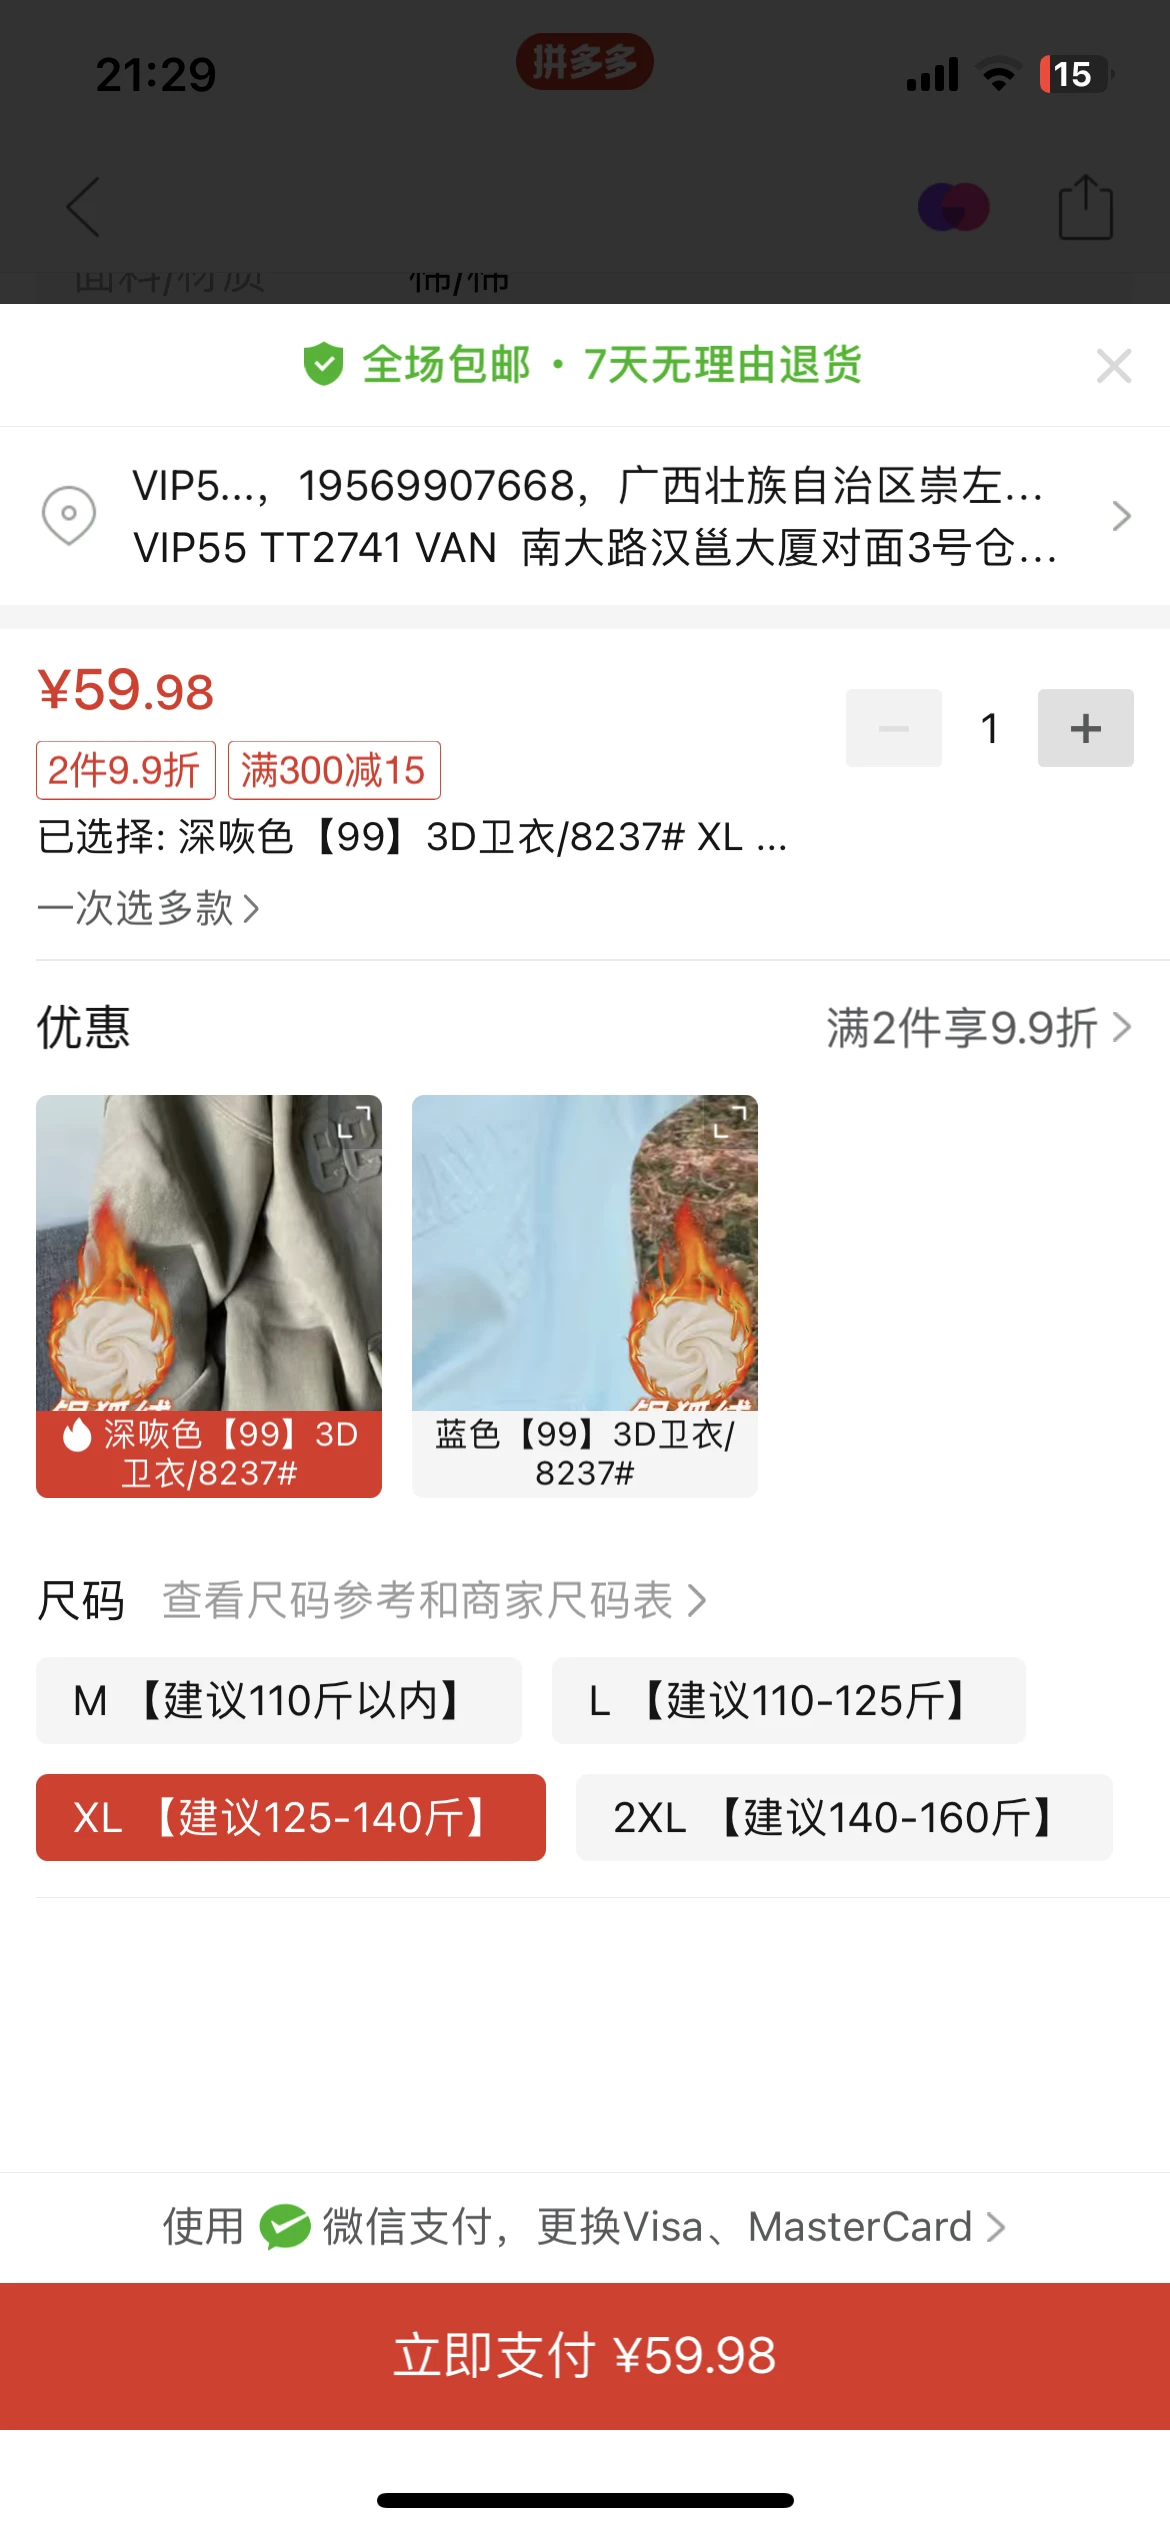 21:29
拼多多
15
面料/材质 棉/棉
全场包邮·7天无理由退货
VIP5...，19569907668，广西壮族自治区崇左...
VIP55 TT2741 VAN 南大路汉邕大厦对面3号仓...
¥59.98
1
2件9.9折 满300减15
已选择: 深咴色【99】3D卫衣/8237# XL ...
一次选多款
优惠 满2件享9.9折
深咴色【99】3D
卫衣/8237#
蓝色【99】3D卫衣/
8237#
尺码 查看尺码参考和商家尺码表
M 【建议110斤以内】
L 【建议110-125斤】
XL 【建议125-140斤】
2XL 【建议140-160斤】
使用 微信支付，更换Visa、MasterCard
立即支付 ¥59.98